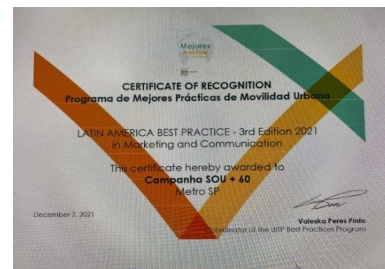 Mejores
Prácticas
CERTIFICATE OF RECOGNITION
Programa de Mejores Prácticas de Movilidad Urbana
LATIN AMERICA BEST PRACTICE - 3rd Edition 2021
in Marketing and Communication
This certificate hereby awarded to
Campanha SOU + 60
Metro SP
December 2, 2021
Valeska Peres Pinto
Coordinator of the UITP Best Practices Program